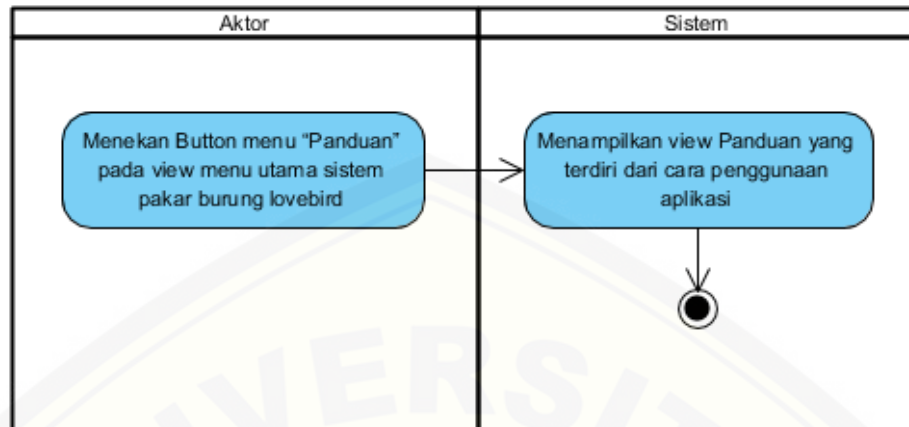 Aktor
Sistem
Menekan Button menu “Panduan”
pada view menu utama sistem
pakar burung lovebird
Menampilkan view Panduan yang
terdiri dari cara penggunaan
aplikasi